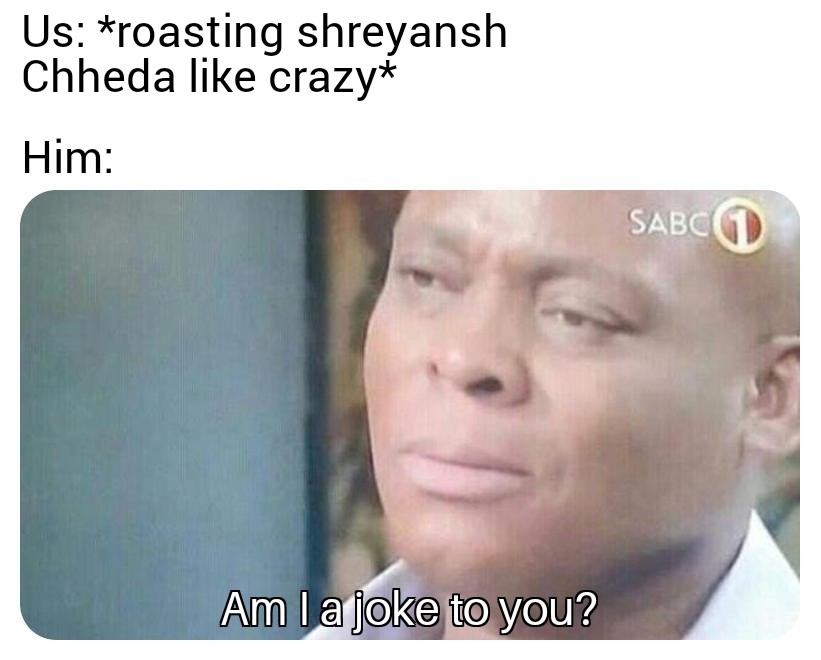 Us: *roasting shreyansh
Chheda like crazy*
Him:
SABC 1
Am I a joke to you?